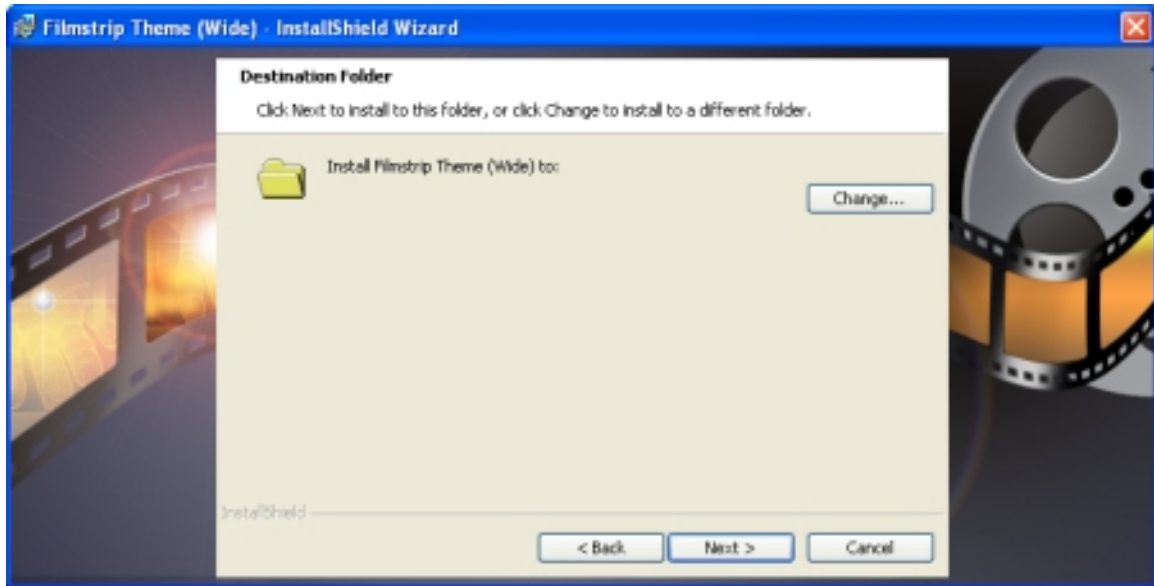 Filmstrip Theme (Wide) - InstallShield Wizard
Destination Folder
Click Next to install to this folder, or click Change to install to a different folder.
Install Filmstrip Theme (Wide) to:
Change...
InstallShield
< Back
Next >
Cancel